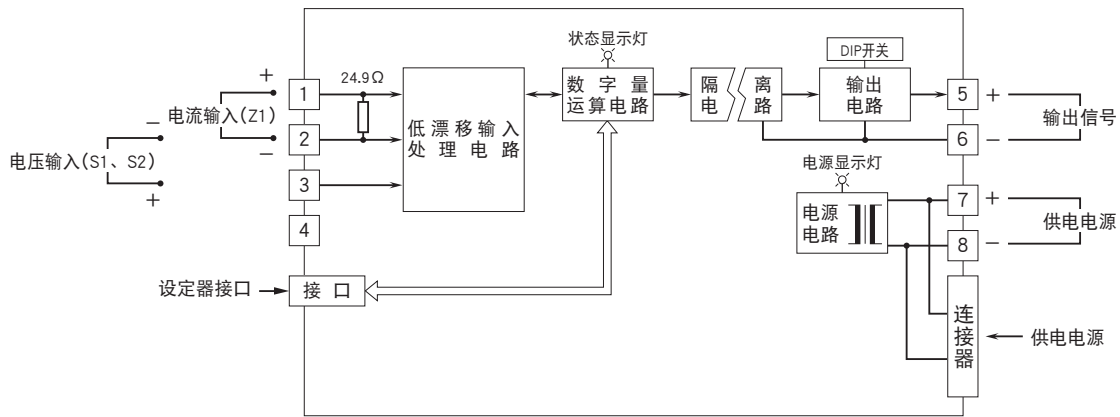 状态显示灯
DIP开关
+
1
24.9Ω
数字量
运算电路
隔离
电路
输出
电路
5
+
电流输入(Z1)
低漂移输入
处理电路
输出信号
−
2
−
6
−
电压输入(S1、S2)
+
3
电源显示灯
7
+
4
电源
电路
供电电源
8
−
设定器接口
接口
连接器
供电电源